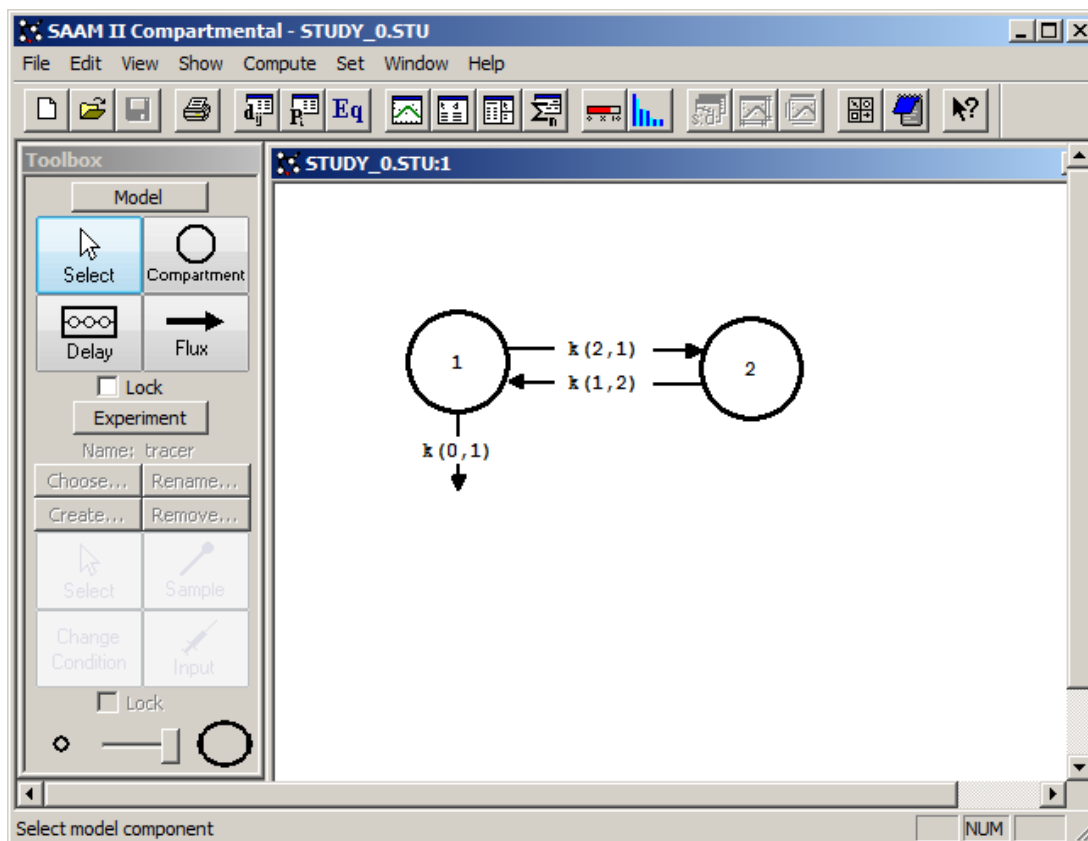 SAAM II Compartmental - STUDY_0.STU
File Edit View Show Compute Set Window Help
Eq
Toolbox
STUDY_0.STU:1
Model
Select Compartment
Delay Flux
Lock
Experiment
Name: tracer
Choose... Rename...
Create... Remove...
Select Sample
Change Condition Input
Lock
1
k(2,1)
k(1,2)
2
k(0,1)
Select model component
NUM